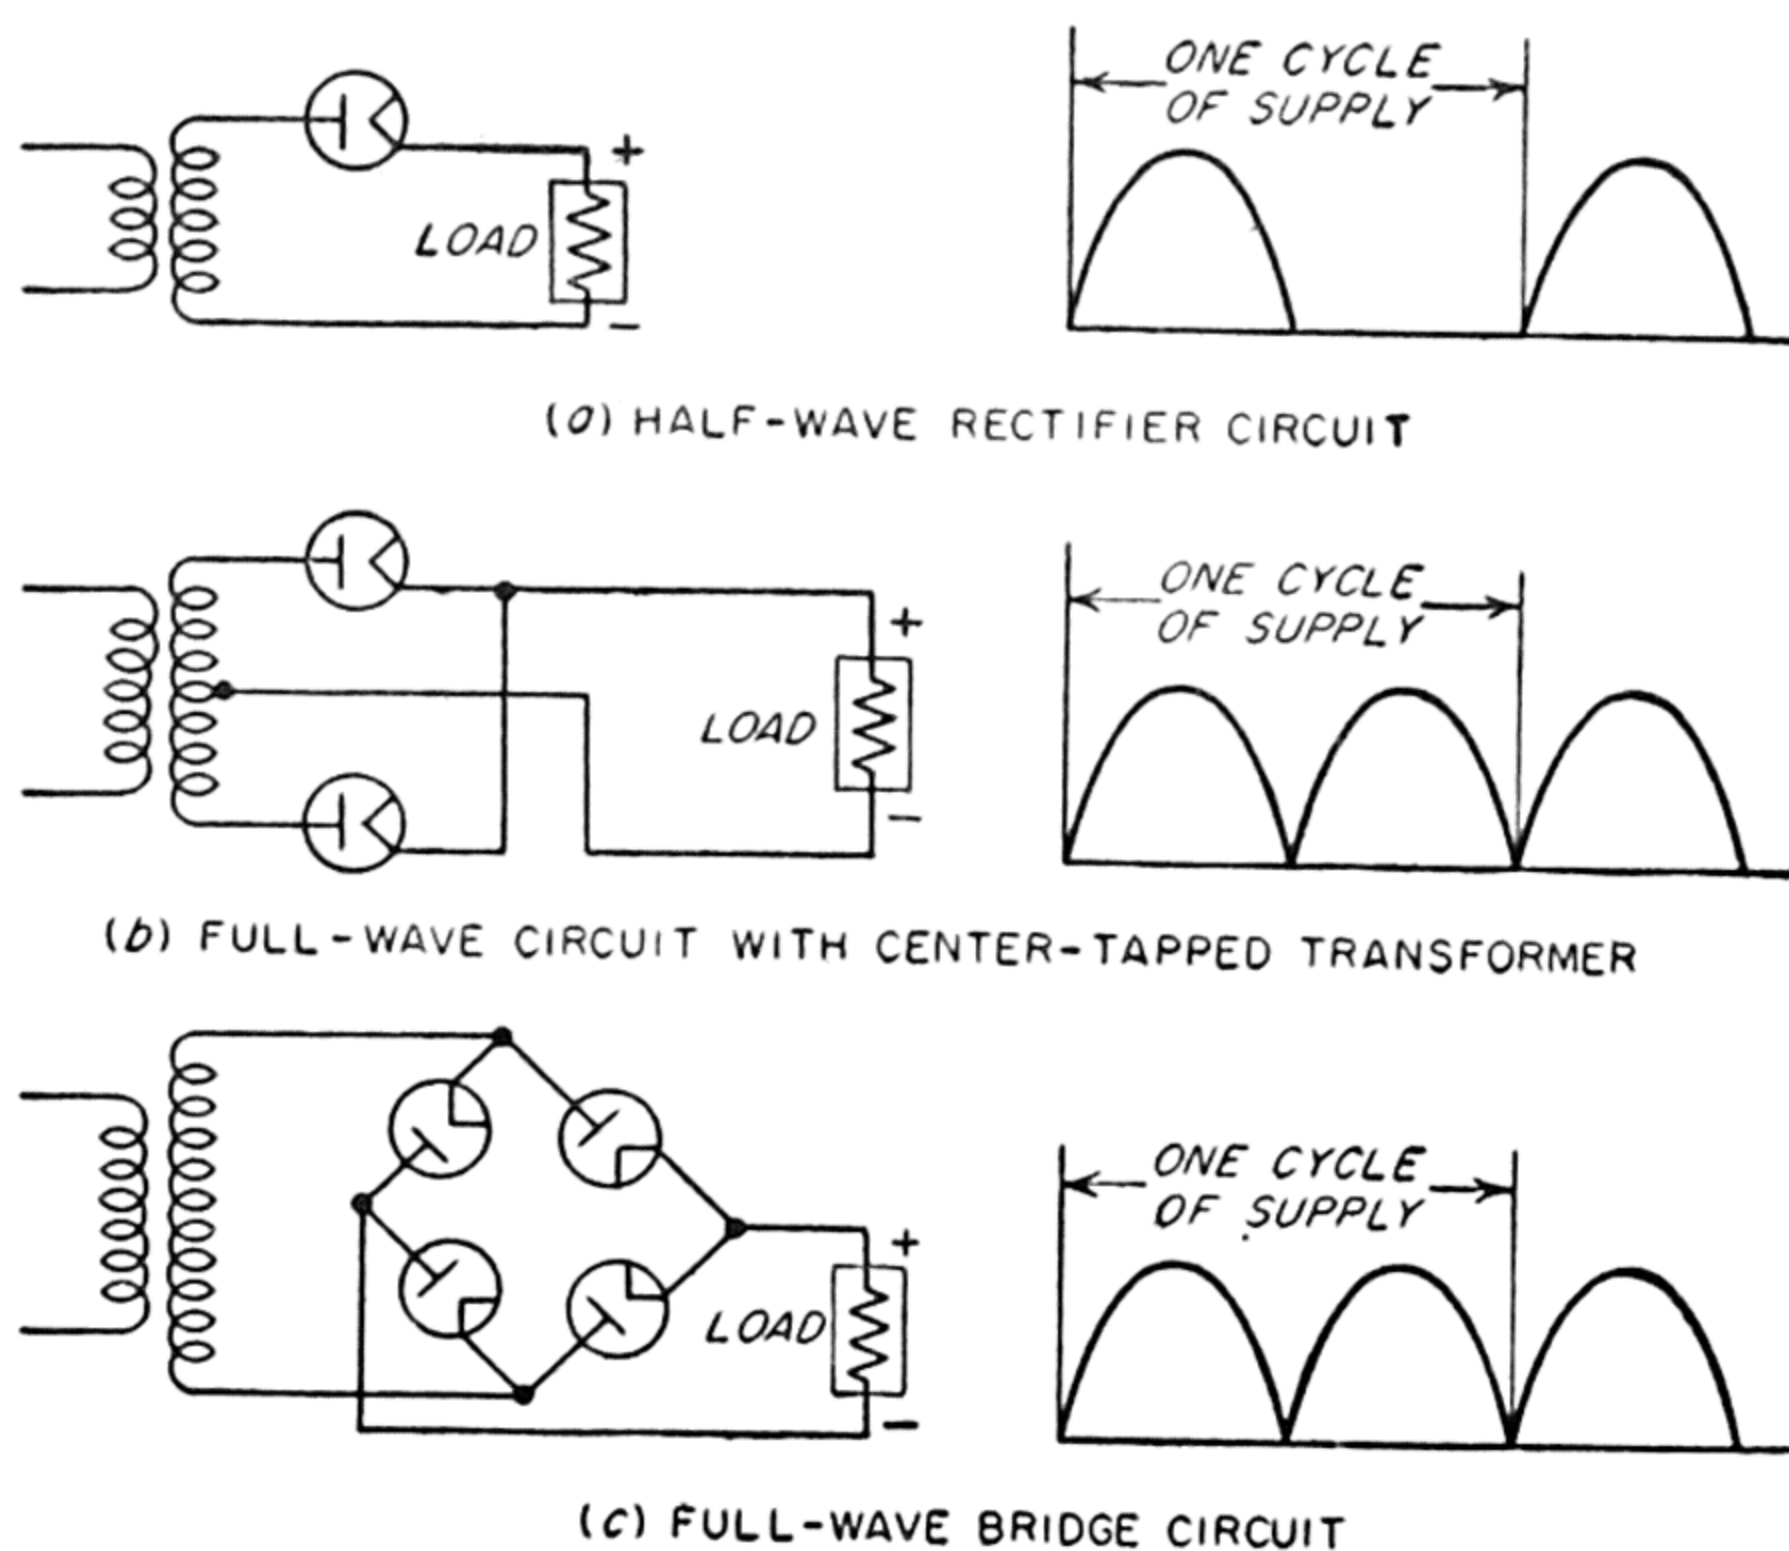 ONE CYCLE
OF SUPPLY
+
LOAD
−
(a) HALF-WAVE RECTIFIER CIRCUIT
ONE CYCLE
OF SUPPLY
+
LOAD
−
(b) FULL-WAVE CIRCUIT WITH CENTER-TAPPED TRANSFORMER
ONE CYCLE
OF SUPPLY
+
LOAD
−
(c) FULL-WAVE BRIDGE CIRCUIT